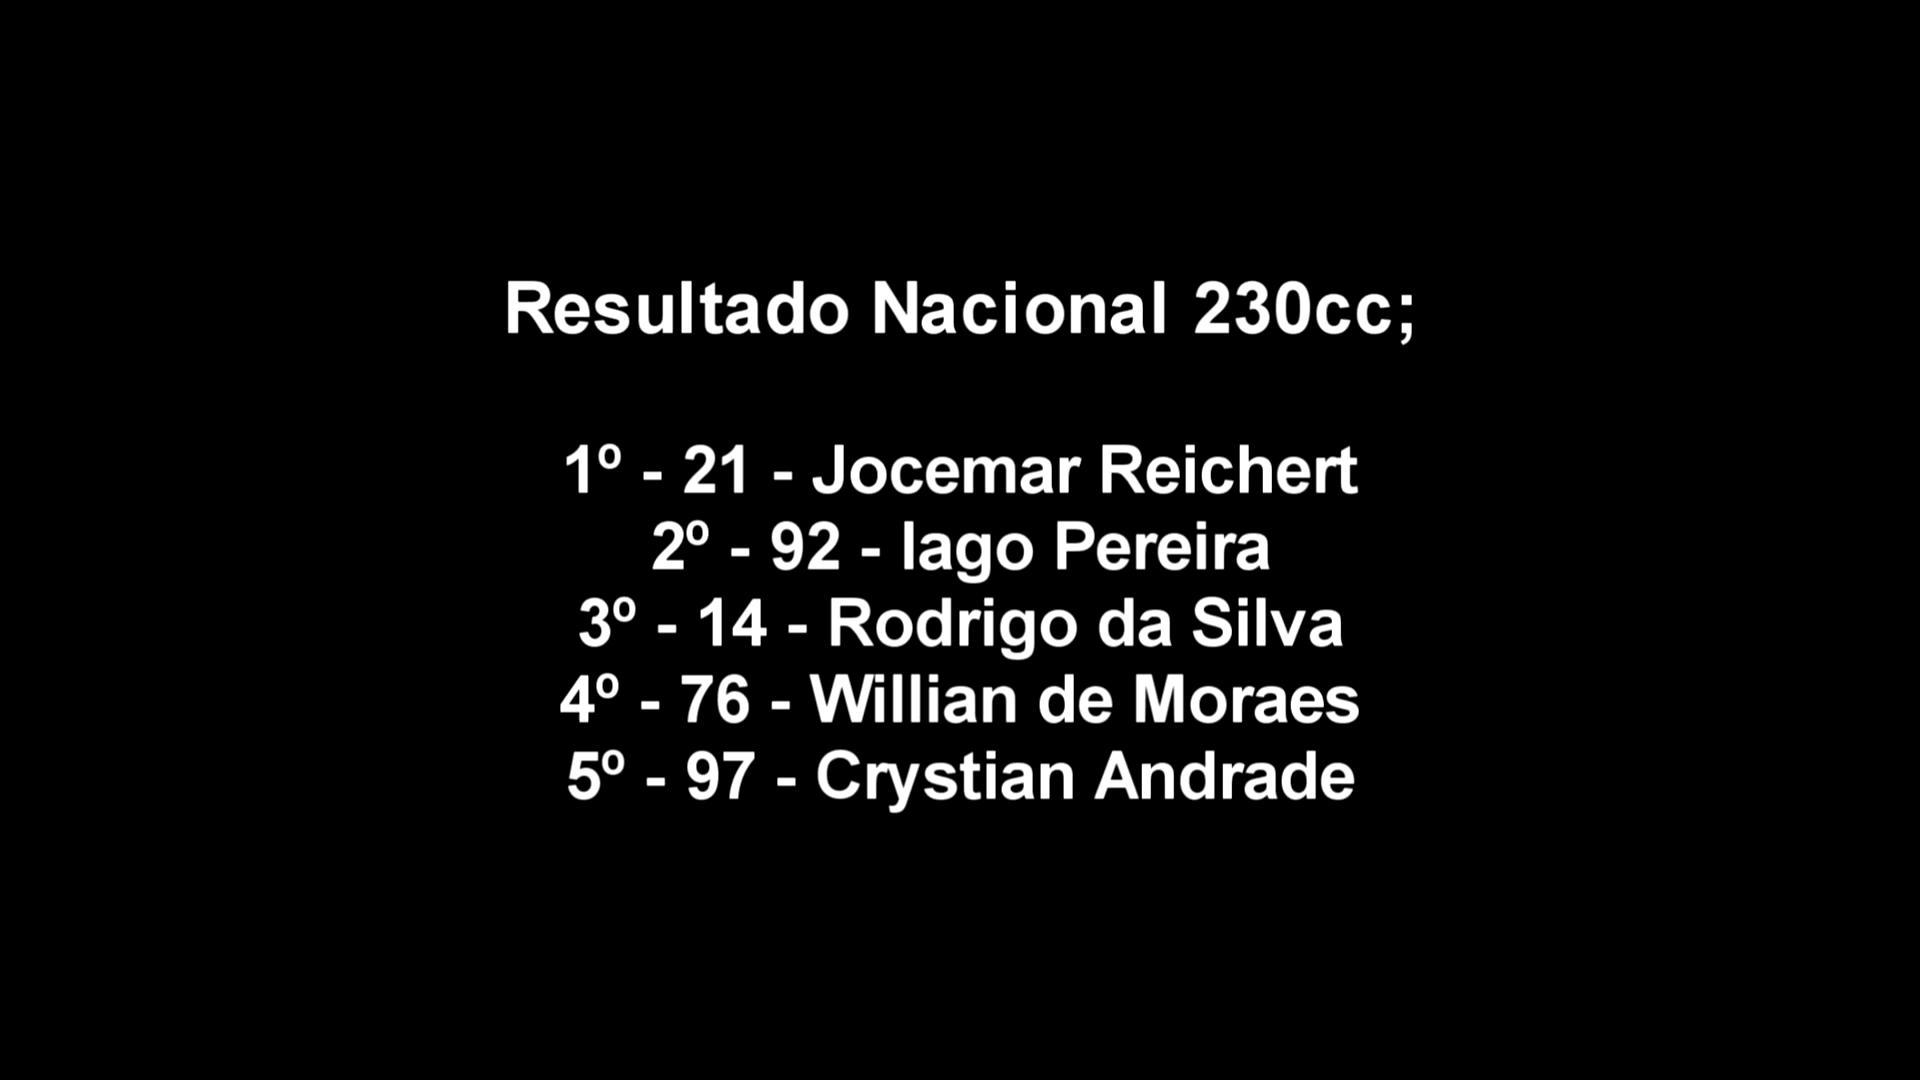 Resultado Nacional 230cc;
1º - 21 - Jocemar Reichert
2º - 92 - Iago Pereira
3º - 14 - Rodrigo da Silva
4º - 76 - Willian de Moraes
5º - 97 - Crystian Andrade